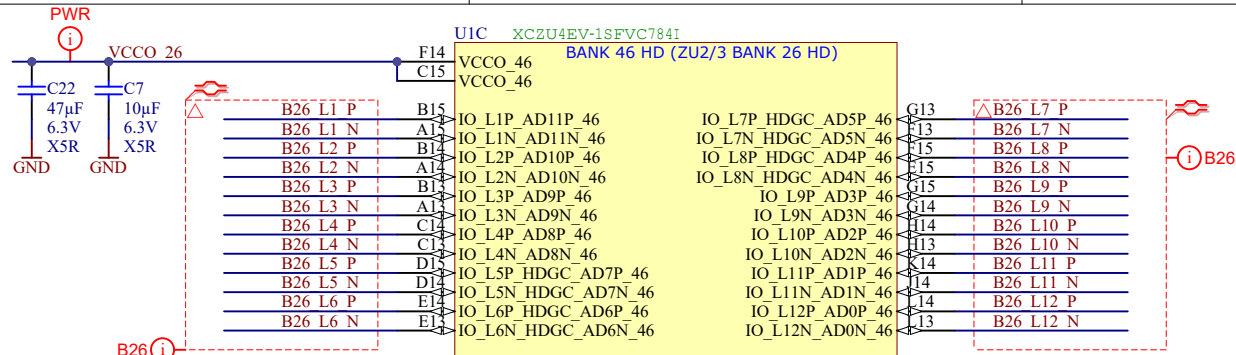 PWR
VCCO_26
U1C XCZU4EV-1SFVC784I
BANK 46 HD (ZU2/3 BANK 26 HD)
F14 VCCO_46
C15 VCCO_46
C22
47µF
6.3V
X5R
GND
C7
10µF
6.3V
X5R
GND
B26_L1_P B15 IO_L1P_AD11P_46
B26_L1_N A15 IO_L1N_AD11N_46
B26_L2_P B14 IO_L2P_AD10P_46
B26_L2_N A14 IO_L2N_AD10N_46
B26_L3_P B13 IO_L3P_AD9P_46
B26_L3_N A13 IO_L3N_AD9N_46
B26_L4_P C14 IO_L4P_AD8P_46
B26_L4_N C13 IO_L4N_AD8N_46
B26_L5_P D15 IO_L5P_HDGC_AD7P_46
B26_L5_N D14 IO_L5N_HDGC_AD7N_46
B26_L6_P E14 IO_L6P_HDGC_AD6P_46
B26_L6_N E13 IO_L6N_HDGC_AD6N_46
IO_L7P_HDGC_AD5P_46 G13 B26_L7_P
IO_L7N_HDGC_AD5N_46 F13 B26_L7_N
IO_L8P_HDGC_AD4P_46 F15 B26_L8_P
IO_L8N_HDGC_AD4N_46 E15 B26_L8_N
IO_L9P_AD3P_46 G15 B26_L9_P
IO_L9N_AD3N_46 G14 B26_L9_N
IO_L10P_AD2P_46 H14 B26_L10_P
IO_L10N_AD2N_46 H13 B26_L10_N
IO_L11P_AD1P_46 K14 B26_L11_P
IO_L11N_AD1N_46 J14 B26_L11_N
IO_L12P_AD0P_46 L14 B26_L12_P
IO_L12N_AD0N_46 L13 B26_L12_N
B26
B26